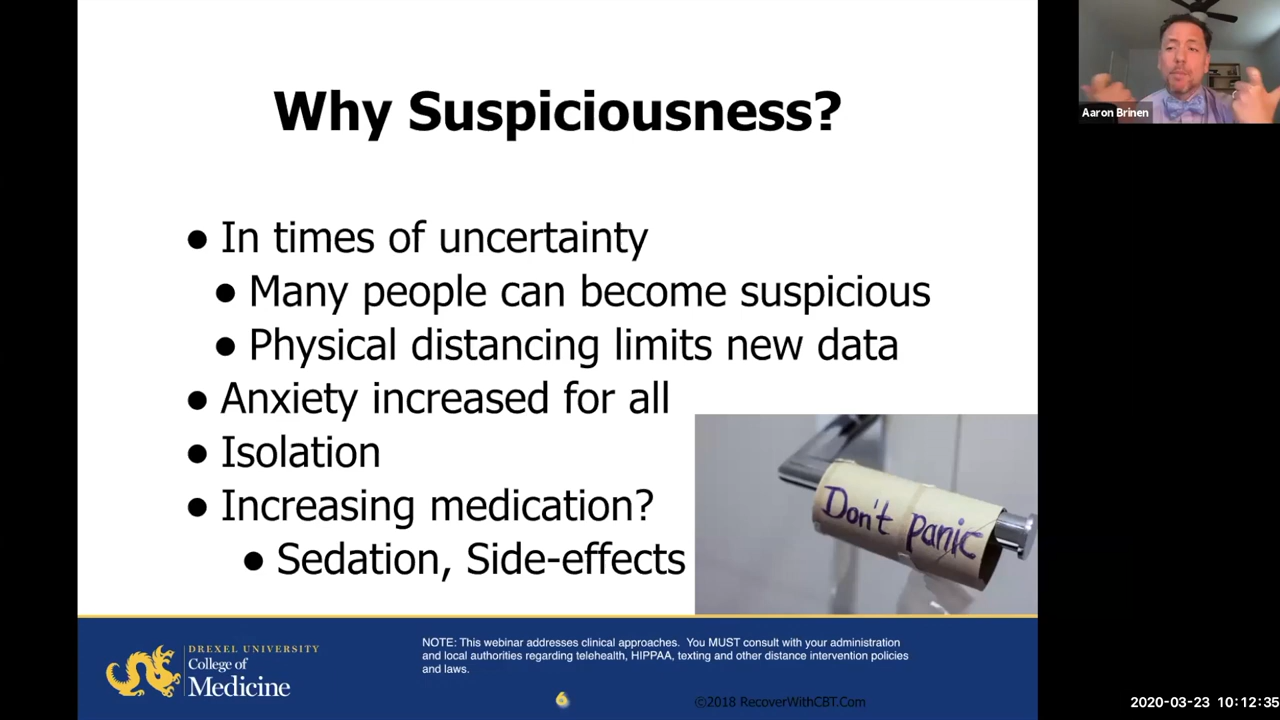 Why Suspiciousness?
● In times of uncertainty
● Many people can become suspicious
● Physical distancing limits new data
● Anxiety increased for all
● Isolation
● Increasing medication?
● Sedation, Side-effects
Don't panic
DREXEL UNIVERSITY
College of
Medicine
NOTE: This webinar addresses clinical approaches. You MUST consult with your administration
and local authorities regarding telehealth, HIPPAA, texting and other distance intervention policies
and laws.
6
©2018 RecoverWithCBT.Com
Aaron Brinen
2020-03-23 10:12:35